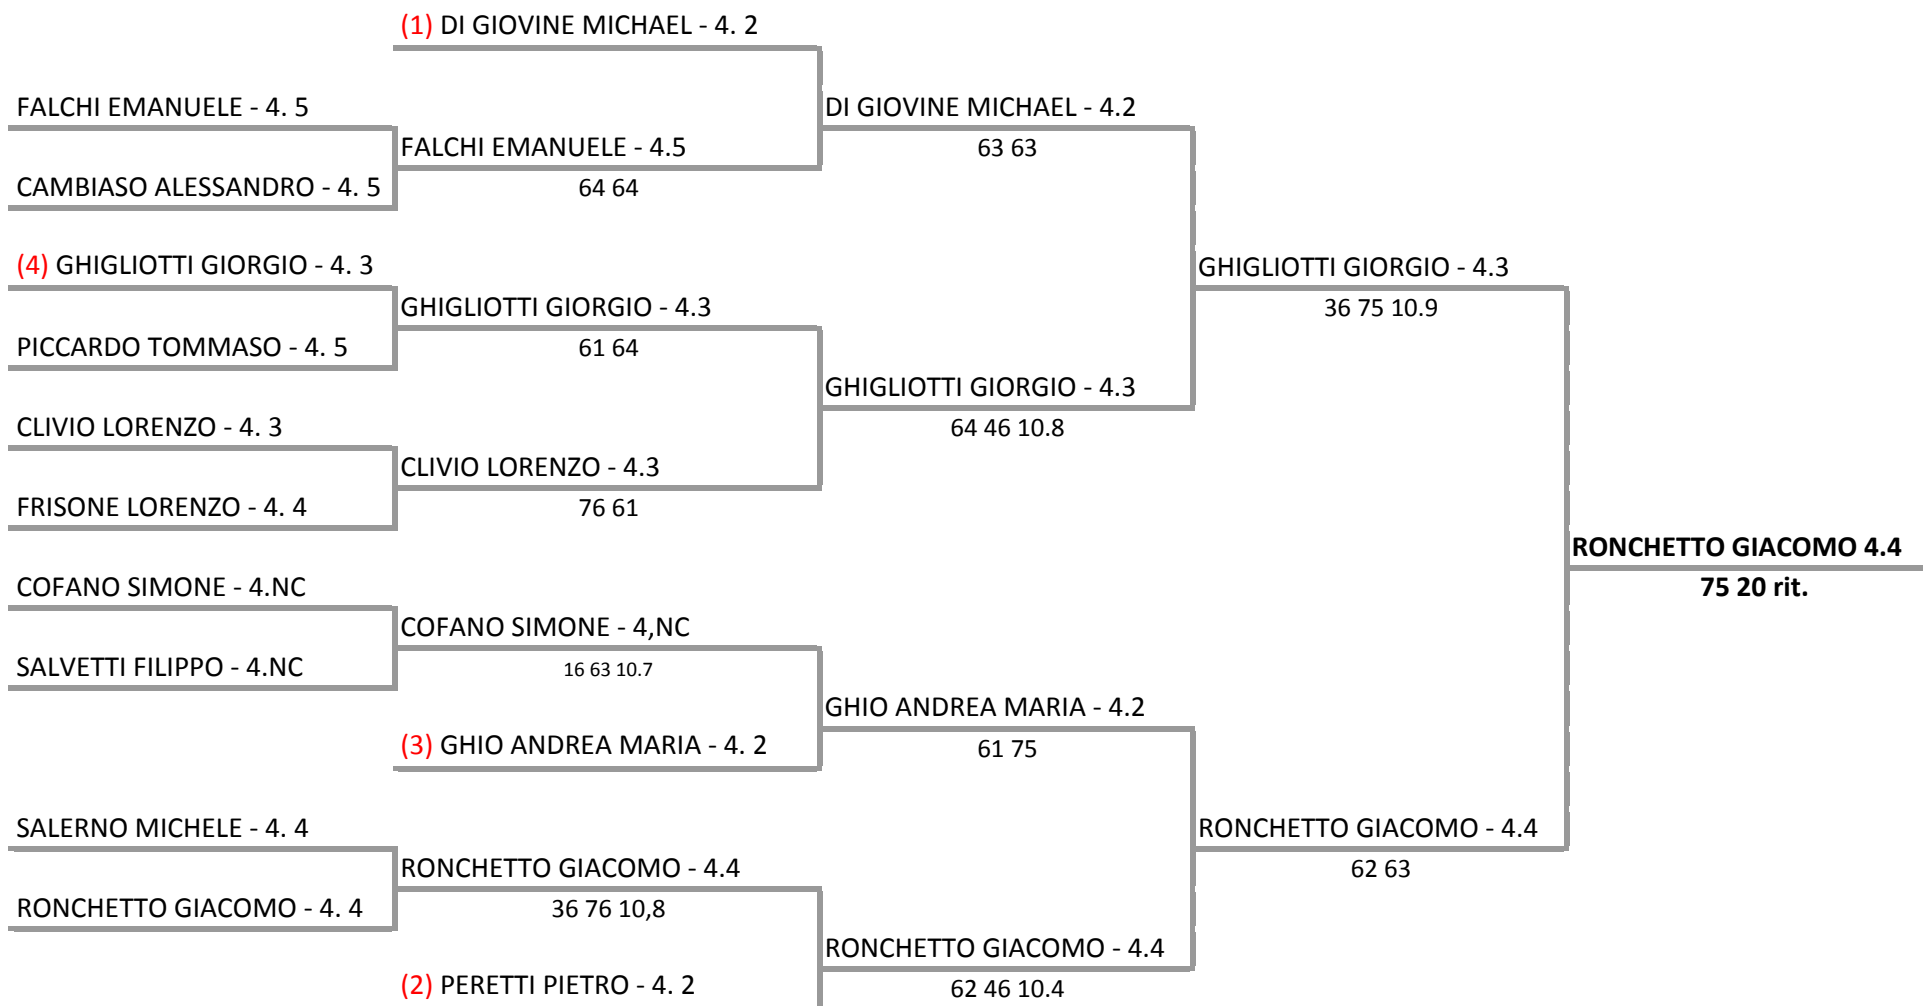 (1) DI GIOVINE MICHAEL - 4. 2
FALCHI EMANUELE - 4. 5
DI GIOVINE MICHAEL - 4.2
FALCHI EMANUELE - 4.5
63 63
CAMBIASO ALESSANDRO - 4. 5
64 64
(4) GHIGLIOTTI GIORGIO - 4. 3
GHIGLIOTTI GIORGIO - 4.3
GHIGLIOTTI GIORGIO - 4.3
36 75 10.9
PICCARDO TOMMASO - 4. 5
61 64
GHIGLIOTTI GIORGIO - 4.3
CLIVIO LORENZO - 4. 3
64 46 10.8
CLIVIO LORENZO - 4.3
FRISONE LORENZO - 4. 4
76 61
RONCHETTO GIACOMO 4.4
COFANO SIMONE - 4.NC
75 20 rit.
COFANO SIMONE - 4,NC
SALVETTI FILIPPO - 4.NC
16 63 10.7
GHIO ANDREA MARIA - 4.2
(3) GHIO ANDREA MARIA - 4. 2
61 75
SALERNO MICHELE - 4. 4
RONCHETTO GIACOMO - 4.4
RONCHETTO GIACOMO - 4.4
62 63
RONCHETTO GIACOMO - 4. 4
36 76 10,8
RONCHETTO GIACOMO - 4.4
(2) PERETTI PIETRO - 4. 2
62 46 10.4